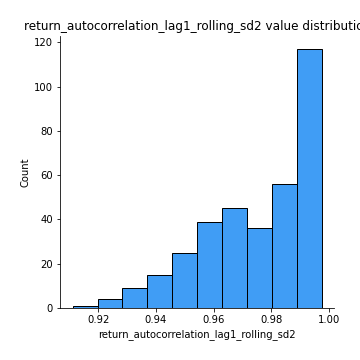 return_autocorrelation_lag1_rolling_sd2 value distributio
120
100
80
60
40
20
0
Count
0.92 0.94 0.96 0.98 1.00
return_autocorrelation_lag1_rolling_sd2